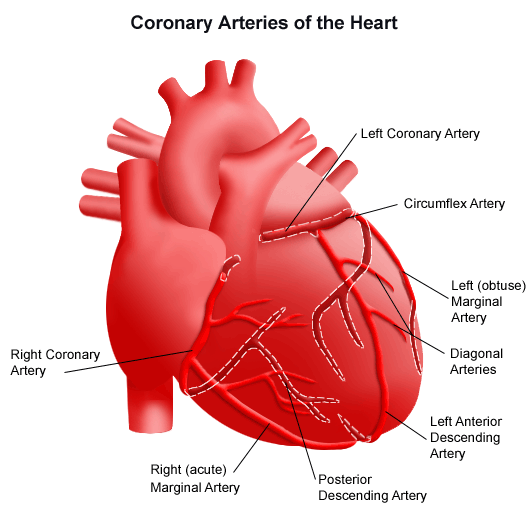 Coronary Arteries of the Heart
Left Coronary Artery
Circumflex Artery
Left (obtuse)
Marginal
Artery
Diagonal
Arteries
Left Anterior
Descending
Artery
Posterior
Descending Artery
Right (acute)
Marginal Artery
Right Coronary
Artery